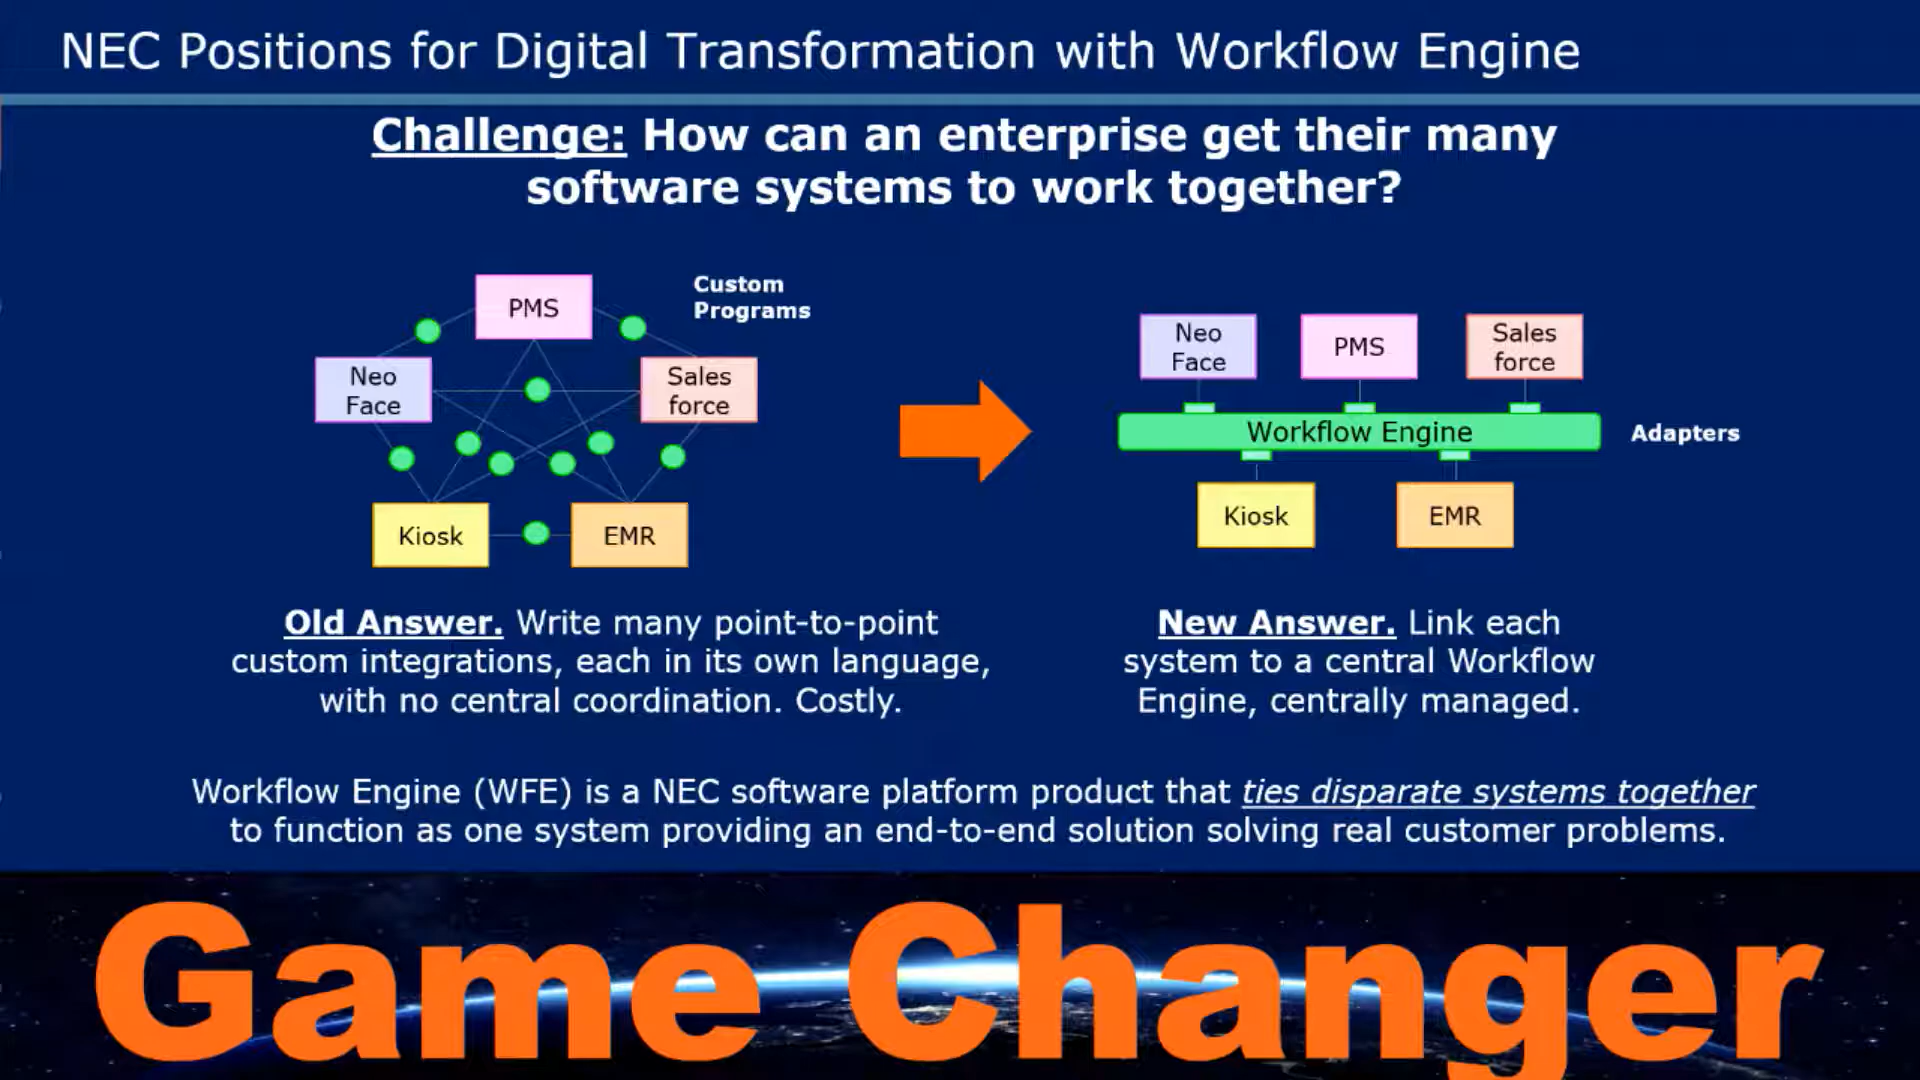 NEC Positions for Digital Transformation with Workflow Engine
Challenge: How can an enterprise get their many
software systems to work together?
Custom
Programs
PMS
Neo
Face
Sales
force
Kiosk
EMR
Neo
Face
PMS
Sales
force
Workflow Engine
Adapters
Kiosk
EMR
Old Answer. Write many point-to-point
custom integrations, each in its own language,
with no central coordination. Costly.
New Answer. Link each
system to a central Workflow
Engine, centrally managed.
Workflow Engine (WFE) is a NEC software platform product that ties disparate systems together
to function as one system providing an end-to-end solution solving real customer problems.
Game Changer